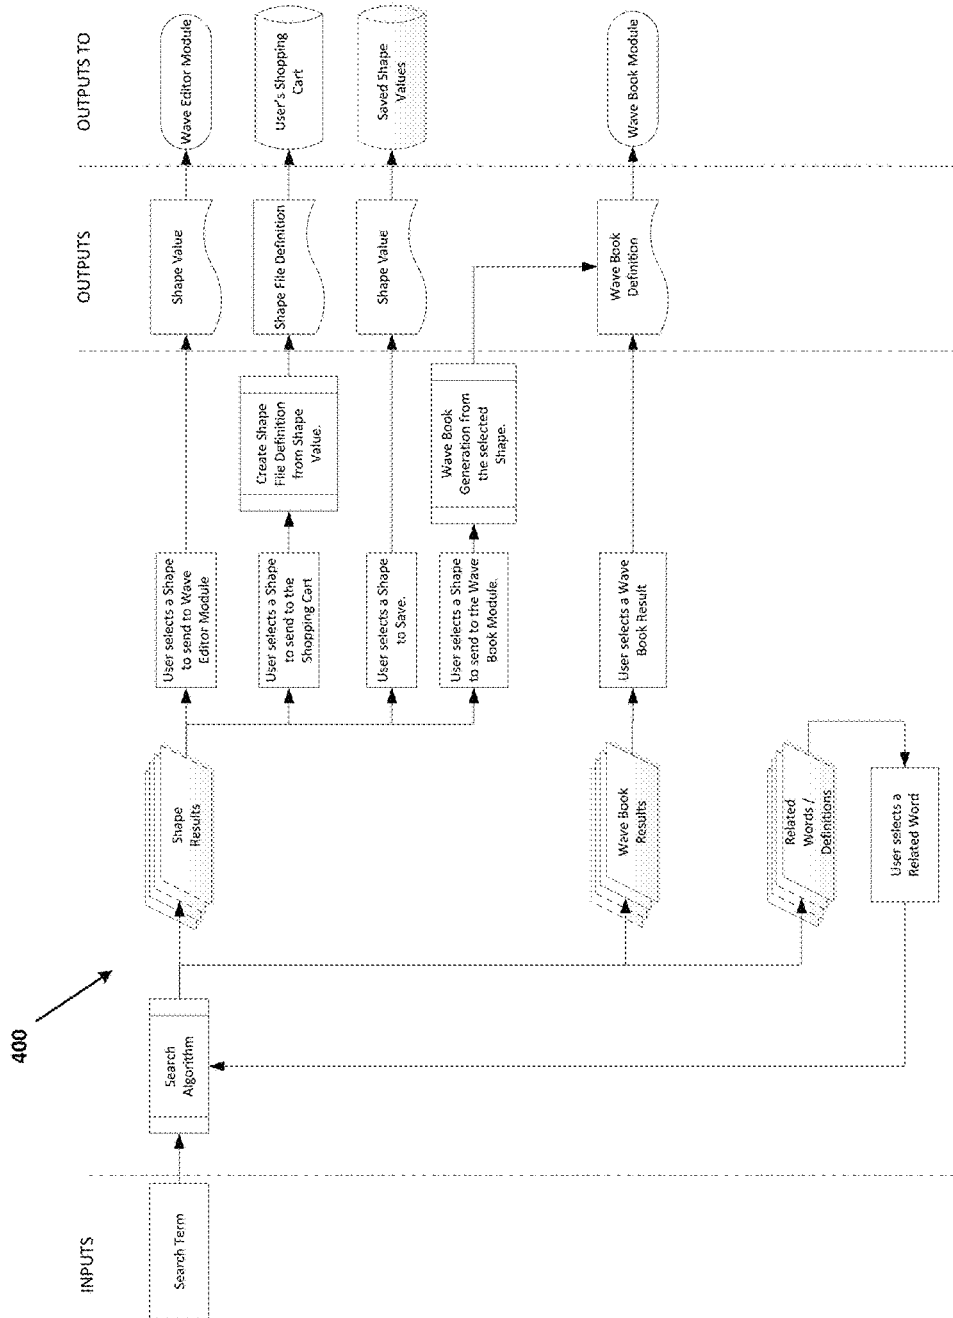 400
INPUTS
OUTPUTS
OUTPUTS TO
Search Term
Search
Algorithm
Shape
Results
User selects a Shape
to send to Wave
Editor Module
Shape Value
Wave Editor Module
User selects a Shape
to send to the
Shopping Cart
Create Shape
File Definition
from Shape
Value.
Shape File Definition
User's Shopping
Cart
User selects a Shape
to Save.
Shape Value
Saved Shape
Values
User selects a Shape
to send to the Wave
Book Module.
Wave Book
Generation from
the selected
Shape.
Wave Book
Results
User selects a Wave
Book Result
Wave Book
Definition
Wave Book Module
Related
Words /
Definitions
User selects a
Related Word